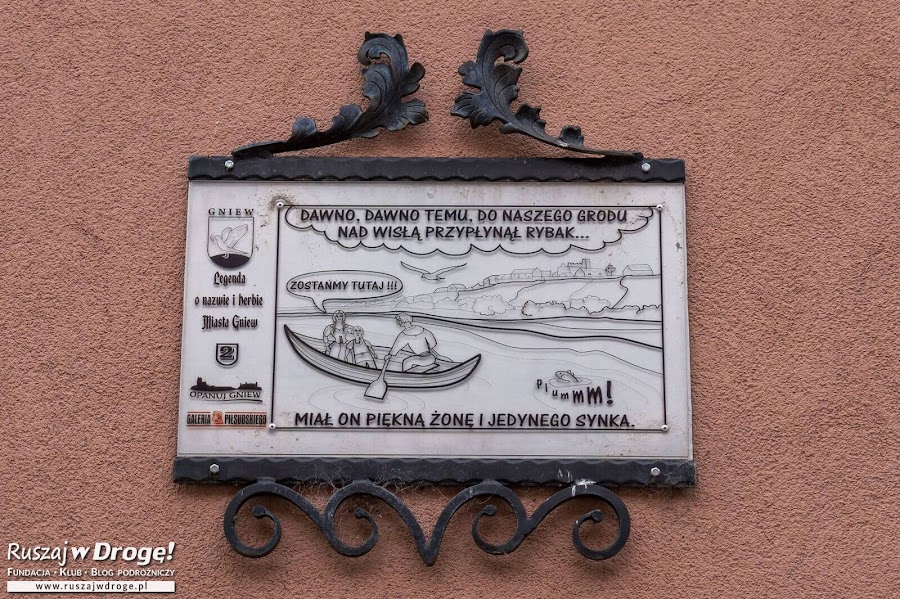 GNIEW
Legenda
o nazwie i herbie
Miasta Gniew
2
OPANUJ GNIEW
GALERIA PIŁSUDSKIEGO
DAWNO, DAWNO TEMU, DO NASZEGO GRODU
NAD WISŁĄ PRZYPŁYNĄŁ RYBAK...
ZOSTAŃMY TUTAJ !!!
Plummmm!
MIAŁ ON PIĘKNĄ ŻONĘ I JEDYNEGO SYNKA.
Ruszaj w Drogę!
FUNDACJA · KLUB · BLOG PODRÓŻNICZY
www.ruszajwdroge.pl